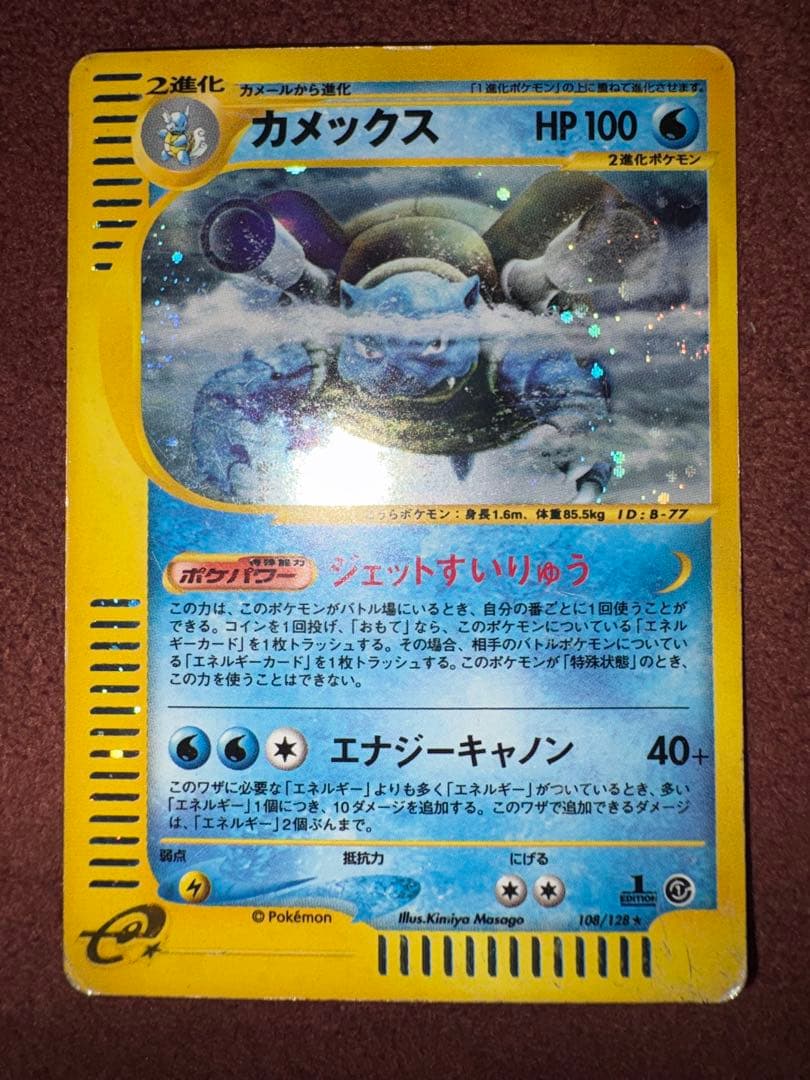 2進化 カメールから進化 「1進化ポケモン」の上に重ねて進化させます。
カメックス HP100
2進化ポケモン
こうらポケモン：身長1.6m、体重85.5kg ID：B-77
特殊能力
ポケパワー ジェットすいりゅう
この力は、このポケモンがバトル場にいるとき、自分の番ごとに1回使うことが
できる。コインを1回投げ、「おもて」なら、このポケモンについている「エネル
ギーカード」を1枚トラッシュする。その場合、相手のバトルポケモンについてい
る「エネルギーカード」を1枚トラッシュする。このポケモンが「特殊状態」のとき、
この力を使うことはできない。
エナジーキャノン 40+
このワザに必要な「エネルギー」よりも多く「エネルギー」がついているとき、多い
「エネルギー」1個につき、10ダメージを追加する。このワザで追加できるダメージ
は、「エネルギー」2個ぶんまで。
弱点 抵抗力 にげる
1 EDITION
© Pokémon Illus.Kimiya Masago 108/128★